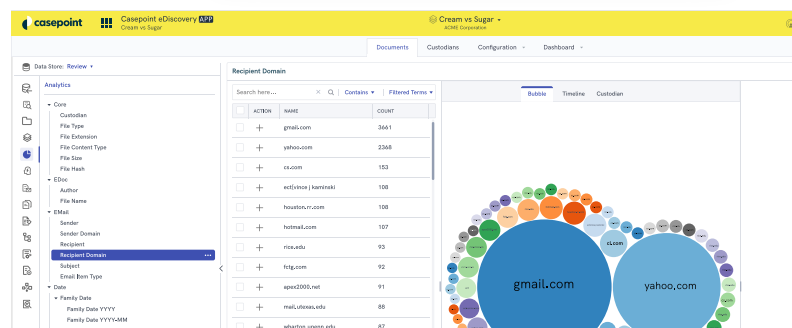 casepoint
Casepoint eDiscovery APP
Cream vs Sugar
Cream vs Sugar
ACME Corporation
Documents
Custodians
Configuration
Dashboard
Data Store: Review
Analytics
Core
Custodian
File Type
File Extension
File Content Type
File Size
File Hash
EDoc
Author
File Name
EMail
Sender
Sender Domain
Recipient
Recipient Domain
Subject
Email Item Type
Date
Family Date
Family Date YYYY
Family Date YYYY-MM
Recipient Domain
Search here...
Contains
Filtered Terms
ACTION NAME COUNT
gmail.com 3661
yahoo.com 2368
cs.com 153
ect[vince j kaminski 108
houston.rr.com 108
hotmail.com 107
rice.edu 93
fctg.com 92
apex2000.net 91
mail.utexas.edu 88
wharton.upenn.edu 87
Bubble
Timeline
Custodian
cl.com
gmail.com
yahoo.com